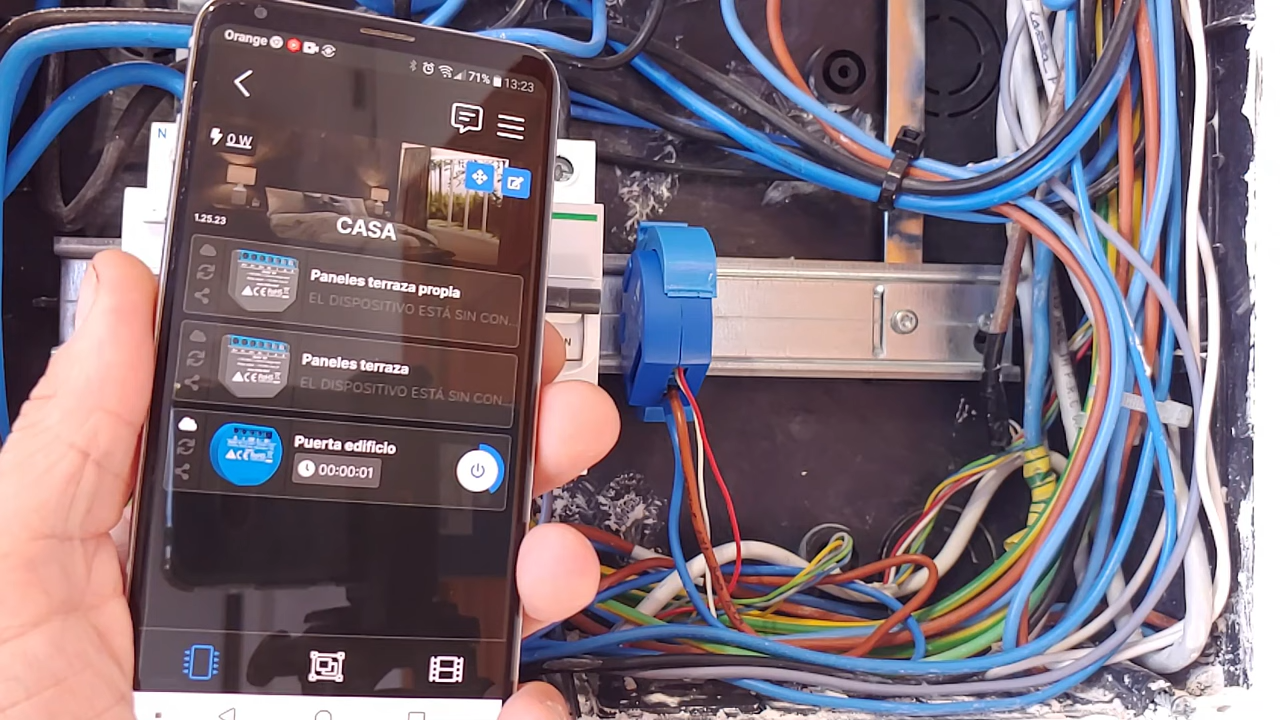 Orange
71% 13:23
0 W
1.25.23
CASA
Paneles terraza propia
EL DISPOSITIVO ESTÁ SIN CON...
Paneles terraza
EL DISPOSITIVO ESTÁ SIN CON...
Puerta edificio
00:00:01
N
N